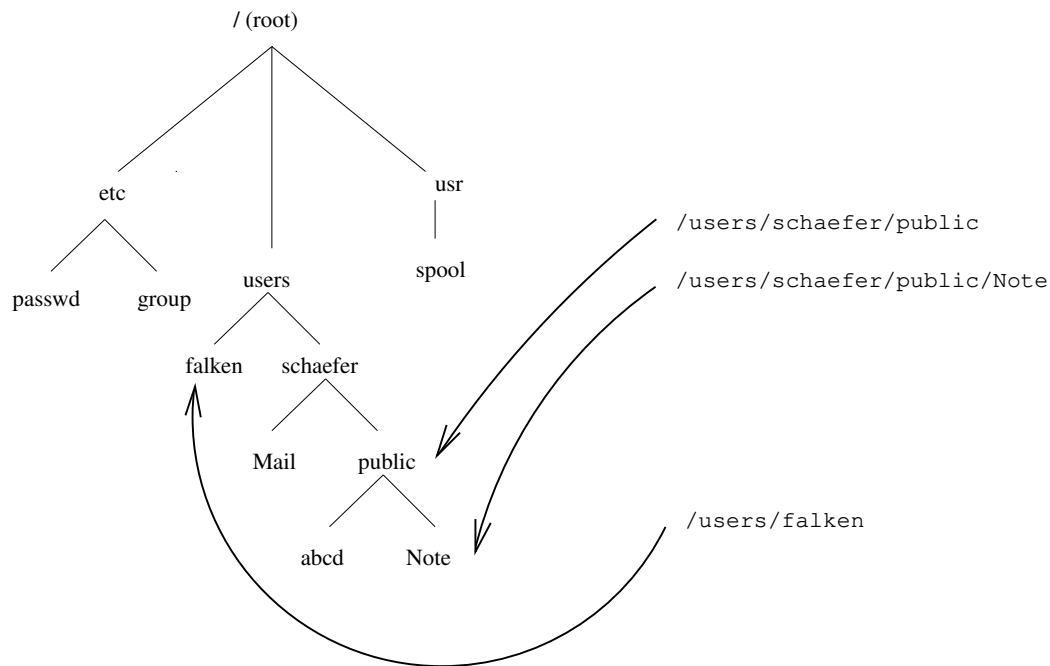 / (root)
etc
usr
/users/schaefer/public
passwd
group
users
spool
/users/schaefer/public/Note
falken
schaefer
Mail
public
/users/falken
abcd
Note